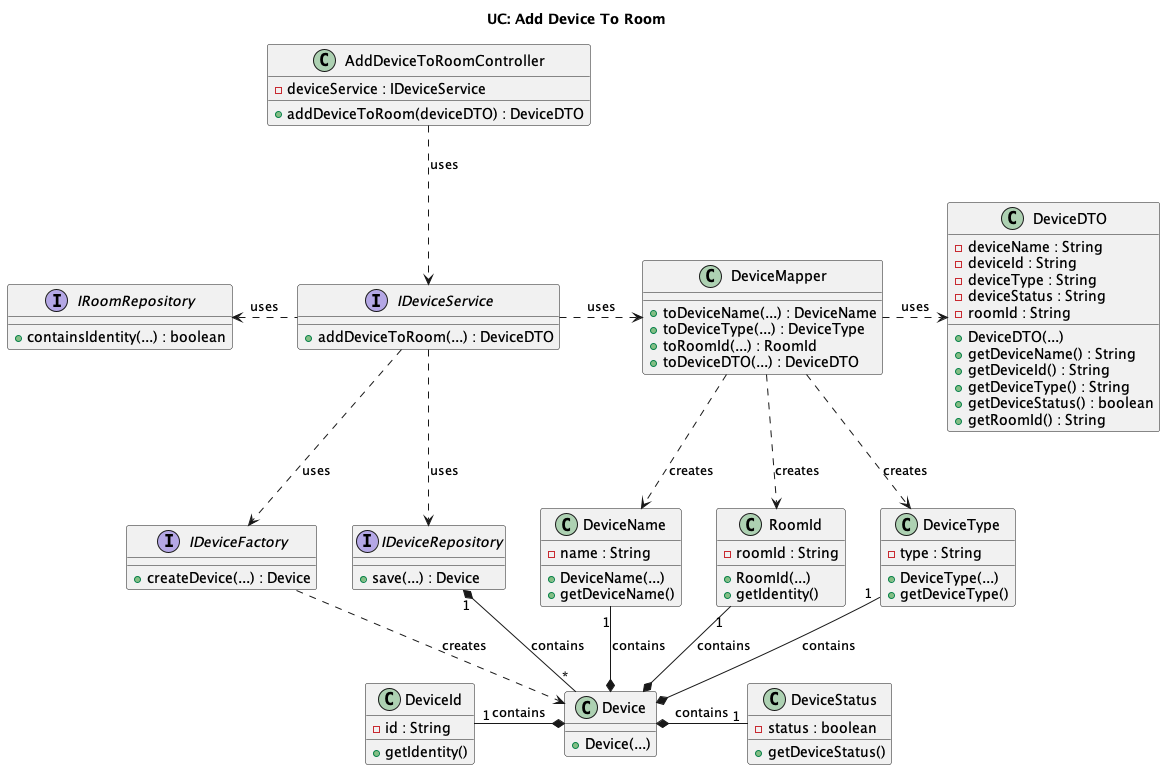 UC: Add Device To Room
C AddDeviceToRoomController
deviceService : IDeviceService
addDeviceToRoom(deviceDTO) : DeviceDTO
uses
C DeviceDTO
deviceName : String
deviceId : String
deviceType : String
deviceStatus : String
roomId : String
DeviceDTO(...)
getDeviceName() : String
getDeviceId() : String
getDeviceType() : String
getDeviceStatus() : boolean
getRoomId() : String
I IRoomRepository
containsIdentity(...) : boolean
uses
I IDeviceService
addDeviceToRoom(...) : DeviceDTO
uses
C DeviceMapper
toDeviceName(...) : DeviceName
toDeviceType(...) : DeviceType
toRoomId(...) : RoomId
toDeviceDTO(...) : DeviceDTO
uses
uses
uses
creates
creates
creates
I IDeviceFactory
createDevice(...) : Device
I IDeviceRepository
save(...) : Device
C DeviceName
name : String
DeviceName(...)
getDeviceName()
C RoomId
roomId : String
RoomId(...)
getIdentity()
C DeviceType
type : String
DeviceType(...)
getDeviceType()
1
1
1
1
creates
contains
contains
contains
contains
*
C DeviceId
id : String
getIdentity()
1
contains
C Device
Device(...)
contains
1
C DeviceStatus
status : boolean
getDeviceStatus()